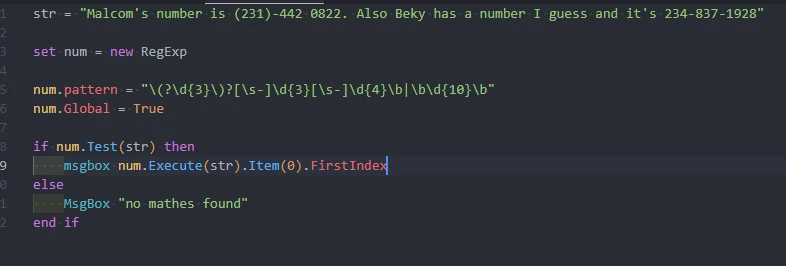 1 str = "Malcom's number is (231)-442 0822. Also Beky has a number I guess and it's 234-837-1928"
2
3 set num = new RegExp
4
5 num.pattern = "\(?\d{3}\)?[\s-]\d{3}[\s-]\d{4}\b|\b\d{10}\b"
6 num.Global = True
7
8 if num.Test(str) then
9 msgbox num.Execute(str).Item(0).FirstIndex
0 else
1 MsgBox "no mathes found"
2 end if